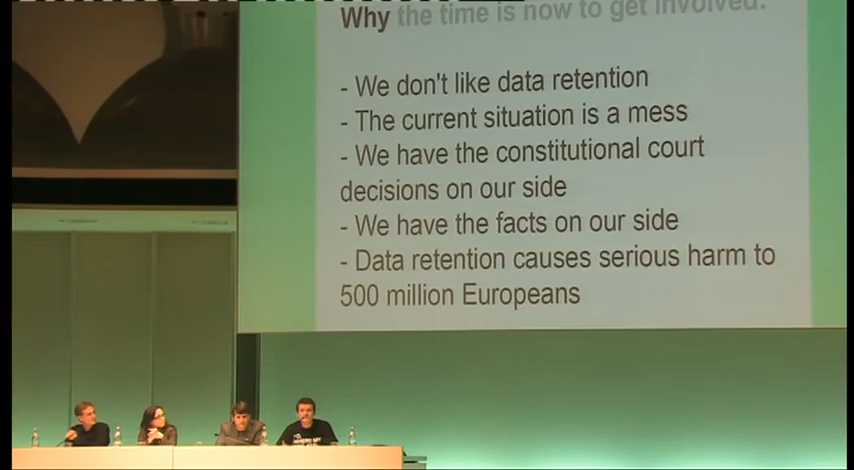 Why the time is now to get involved.
- We don't like data retention
- The current situation is a mess
- We have the constitutional court
decisions on our side
- We have the facts on our side
- Data retention causes serious harm to
500 million Europeans